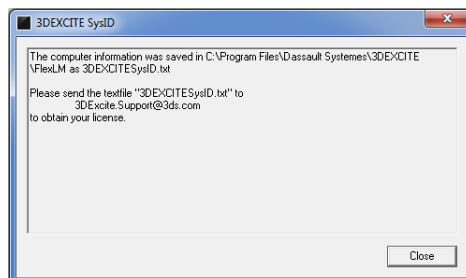 3DEXCITE SysID
The computer information was saved in C:\Program Files\Dassault Systemes\3DEXCITE
\FlexLM as 3DEXCITESysID.txt
Please send the textfile "3DEXCITESysID.txt" to
3DExcite.Support@3ds.com
to obtain your license.
Close